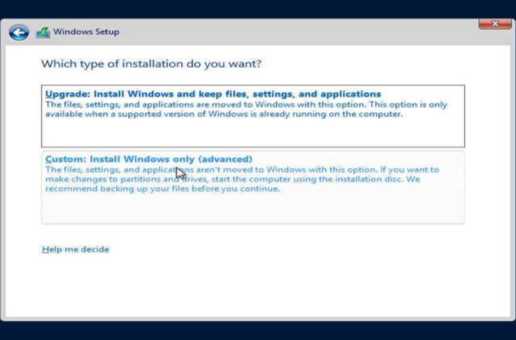 Windows Setup
Which type of installation do you want?
Upgrade: Install Windows and keep files, settings, and applications
The files, settings, and applications are moved to Windows with this option. This option is only
available when a supported version of Windows is already running on the computer.
Custom: Install Windows only (advanced)
The files, settings, and applications aren't moved to Windows with this option. If you want to
make changes to partitions and drives, start the computer using the installation disc. We
recommend backing up your files before you continue.
Help me decide